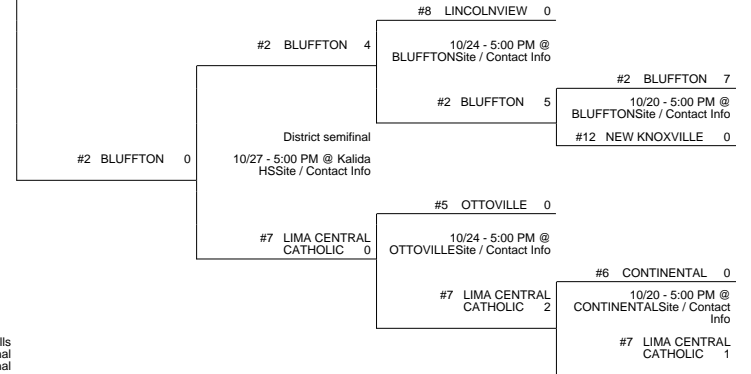 #8 LINCOLNVIEW 0
#2 BLUFFTON 4
10/24 - 5:00 PM @
BLUFFTONSite / Contact Info
#2 BLUFFTON 7
#2 BLUFFTON 5
10/20 - 5:00 PM @
BLUFFTONSite / Contact Info
#12 NEW KNOXVILLE 0
District semifinal
#2 BLUFFTON 0
10/27 - 5:00 PM @ Kalida
HSSite / Contact Info
#5 OTTOVILLE 0
#7 LIMA CENTRAL
CATHOLIC 0
10/24 - 5:00 PM @
OTTOVILLESite / Contact Info
#6 CONTINENTAL 0
#7 LIMA CENTRAL
CATHOLIC 2
10/20 - 5:00 PM @
CONTINENTALSite / Contact
Info
#7 LIMA CENTRAL
CATHOLIC 1
lls
nal
nal